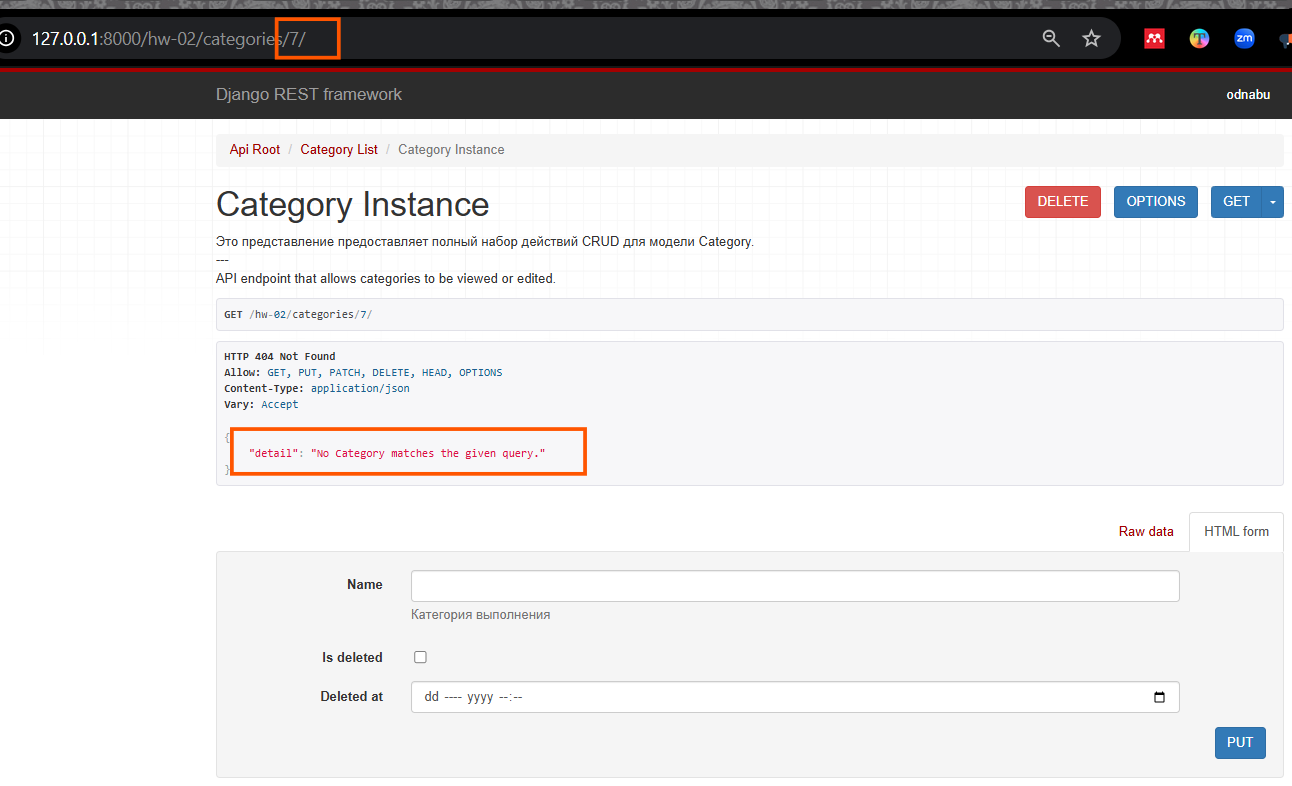 127.0.0.1:8000/hw-02/categories/7/
zm
Django REST framework
odnabu
Api Root / Category List / Category Instance
Category Instance
DELETE
OPTIONS
GET
Это представление предоставляет полный набор действий CRUD для модели Category.
---
API endpoint that allows categories to be viewed or edited.
GET /hw-02/categories/7/
HTTP 404 Not Found
Allow: GET, PUT, PATCH, DELETE, HEAD, OPTIONS
Content-Type: application/json
Vary: Accept
{
"detail": "No Category matches the given query."
}
Raw data
HTML form
Name
Категория выполнения
Is deleted
Deleted at
dd ---- yyyy --:--
PUT